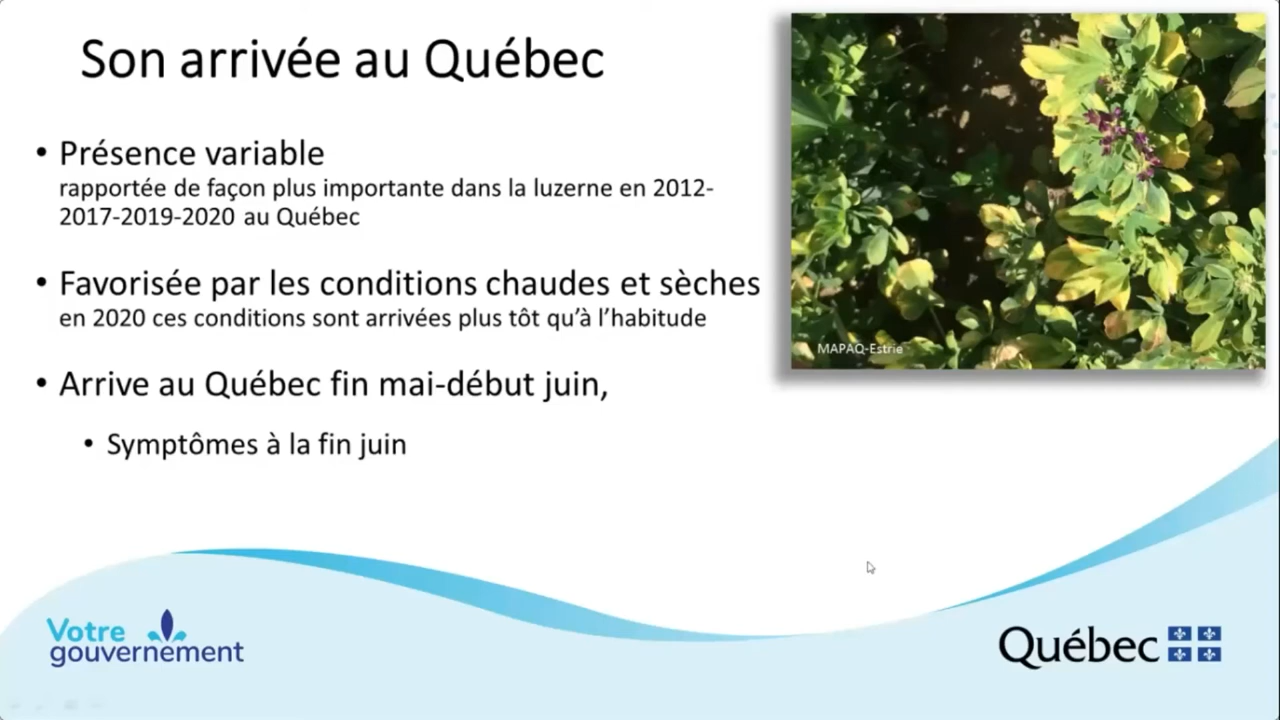 Son arrivée au Québec
• Présence variable
rapportée de façon plus importante dans la luzerne en 2012-
2017-2019-2020 au Québec
• Favorisée par les conditions chaudes et sèches
en 2020 ces conditions sont arrivées plus tôt qu’à l’habitude
• Arrive au Québec fin mai-début juin,
• Symptômes à la fin juin
MAPAQ-Estrie
Votre
gouvernement
Québec